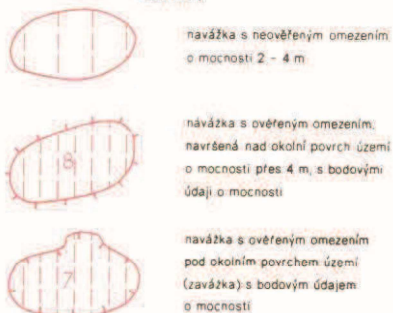 navážka s neověřeným omezením
o mocnosti 2 - 4 m
8
navážka s ověřeným omezením,
navršená nad okolní povrch území
o mocnosti přes 4 m, s bodovými
údaji o mocnosti
7
navážka s ověřeným omezením
pod okolním povrchem území
(zavážka) s bodovým údajem
o mocnosti